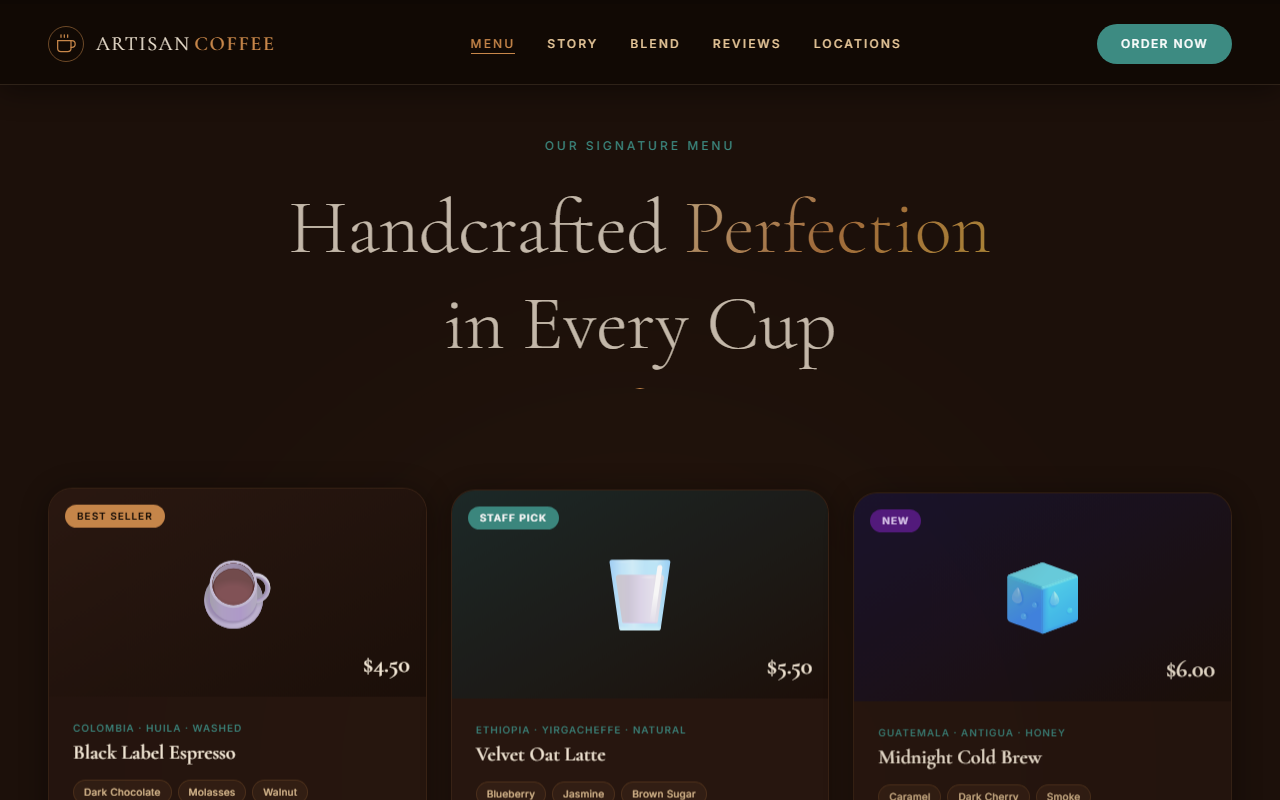 ARTISAN COFFEE
MENU
STORY
BLEND
REVIEWS
LOCATIONS
ORDER NOW
OUR SIGNATURE MENU
Handcrafted Perfection
in Every Cup
BEST SELLER
$4.50
COLOMBIA · HUILA · WASHED
Black Label Espresso
Dark Chocolate
Molasses
Walnut
STAFF PICK
$5.50
ETHIOPIA · YIRGACHEFFE · NATURAL
Velvet Oat Latte
Blueberry
Jasmine
Brown Sugar
NEW
$6.00
GUATEMALA · ANTIGUA · HONEY
Midnight Cold Brew
Caramel
Dark Cherry
Smoke